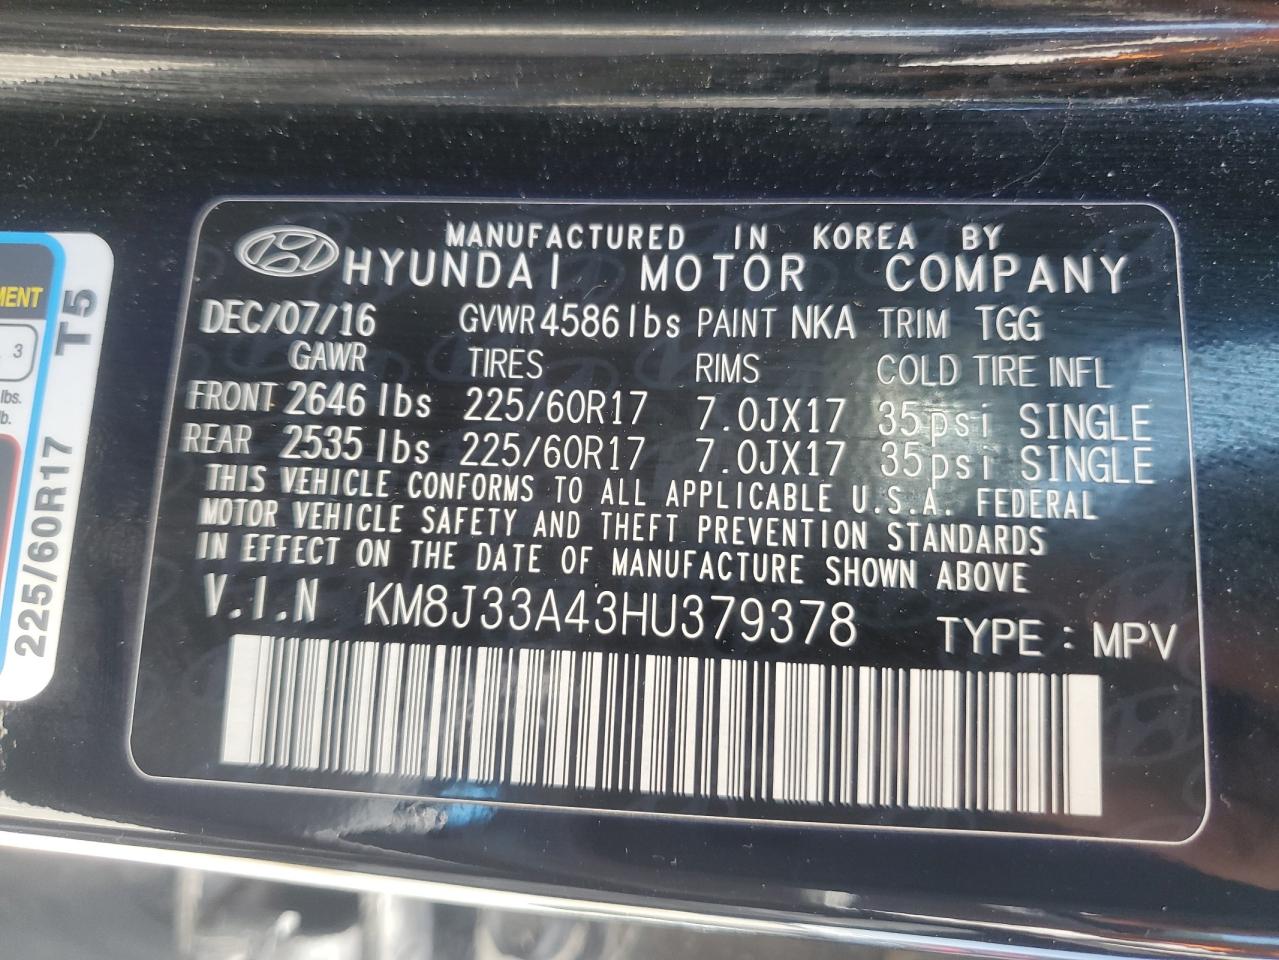 MANUFACTURED IN KOREA BY
HYUNDAI MOTOR COMPANY
DEC/07/16 GVWR 4586lbs PAINT NKA TRIM TGG
GAWR TIRES RIMS COLD TIRE INFL
FRONT 2646 lbs 225/60R17 7.0JX17 35psi SINGLE
REAR 2535 lbs 225/60R17 7.0JX17 35psi SINGLE
THIS VEHICLE CONFORMS TO ALL APPLICABLE U.S.A. FEDERAL
MOTOR VEHICLE SAFETY AND THEFT PREVENTION STANDARDS
IN EFFECT ON THE DATE OF MANUFACTURE SHOWN ABOVE
V.I.N KM8J33A43HU379378 TYPE : MPV
3
lbs.
lb.
225/60R17 T5